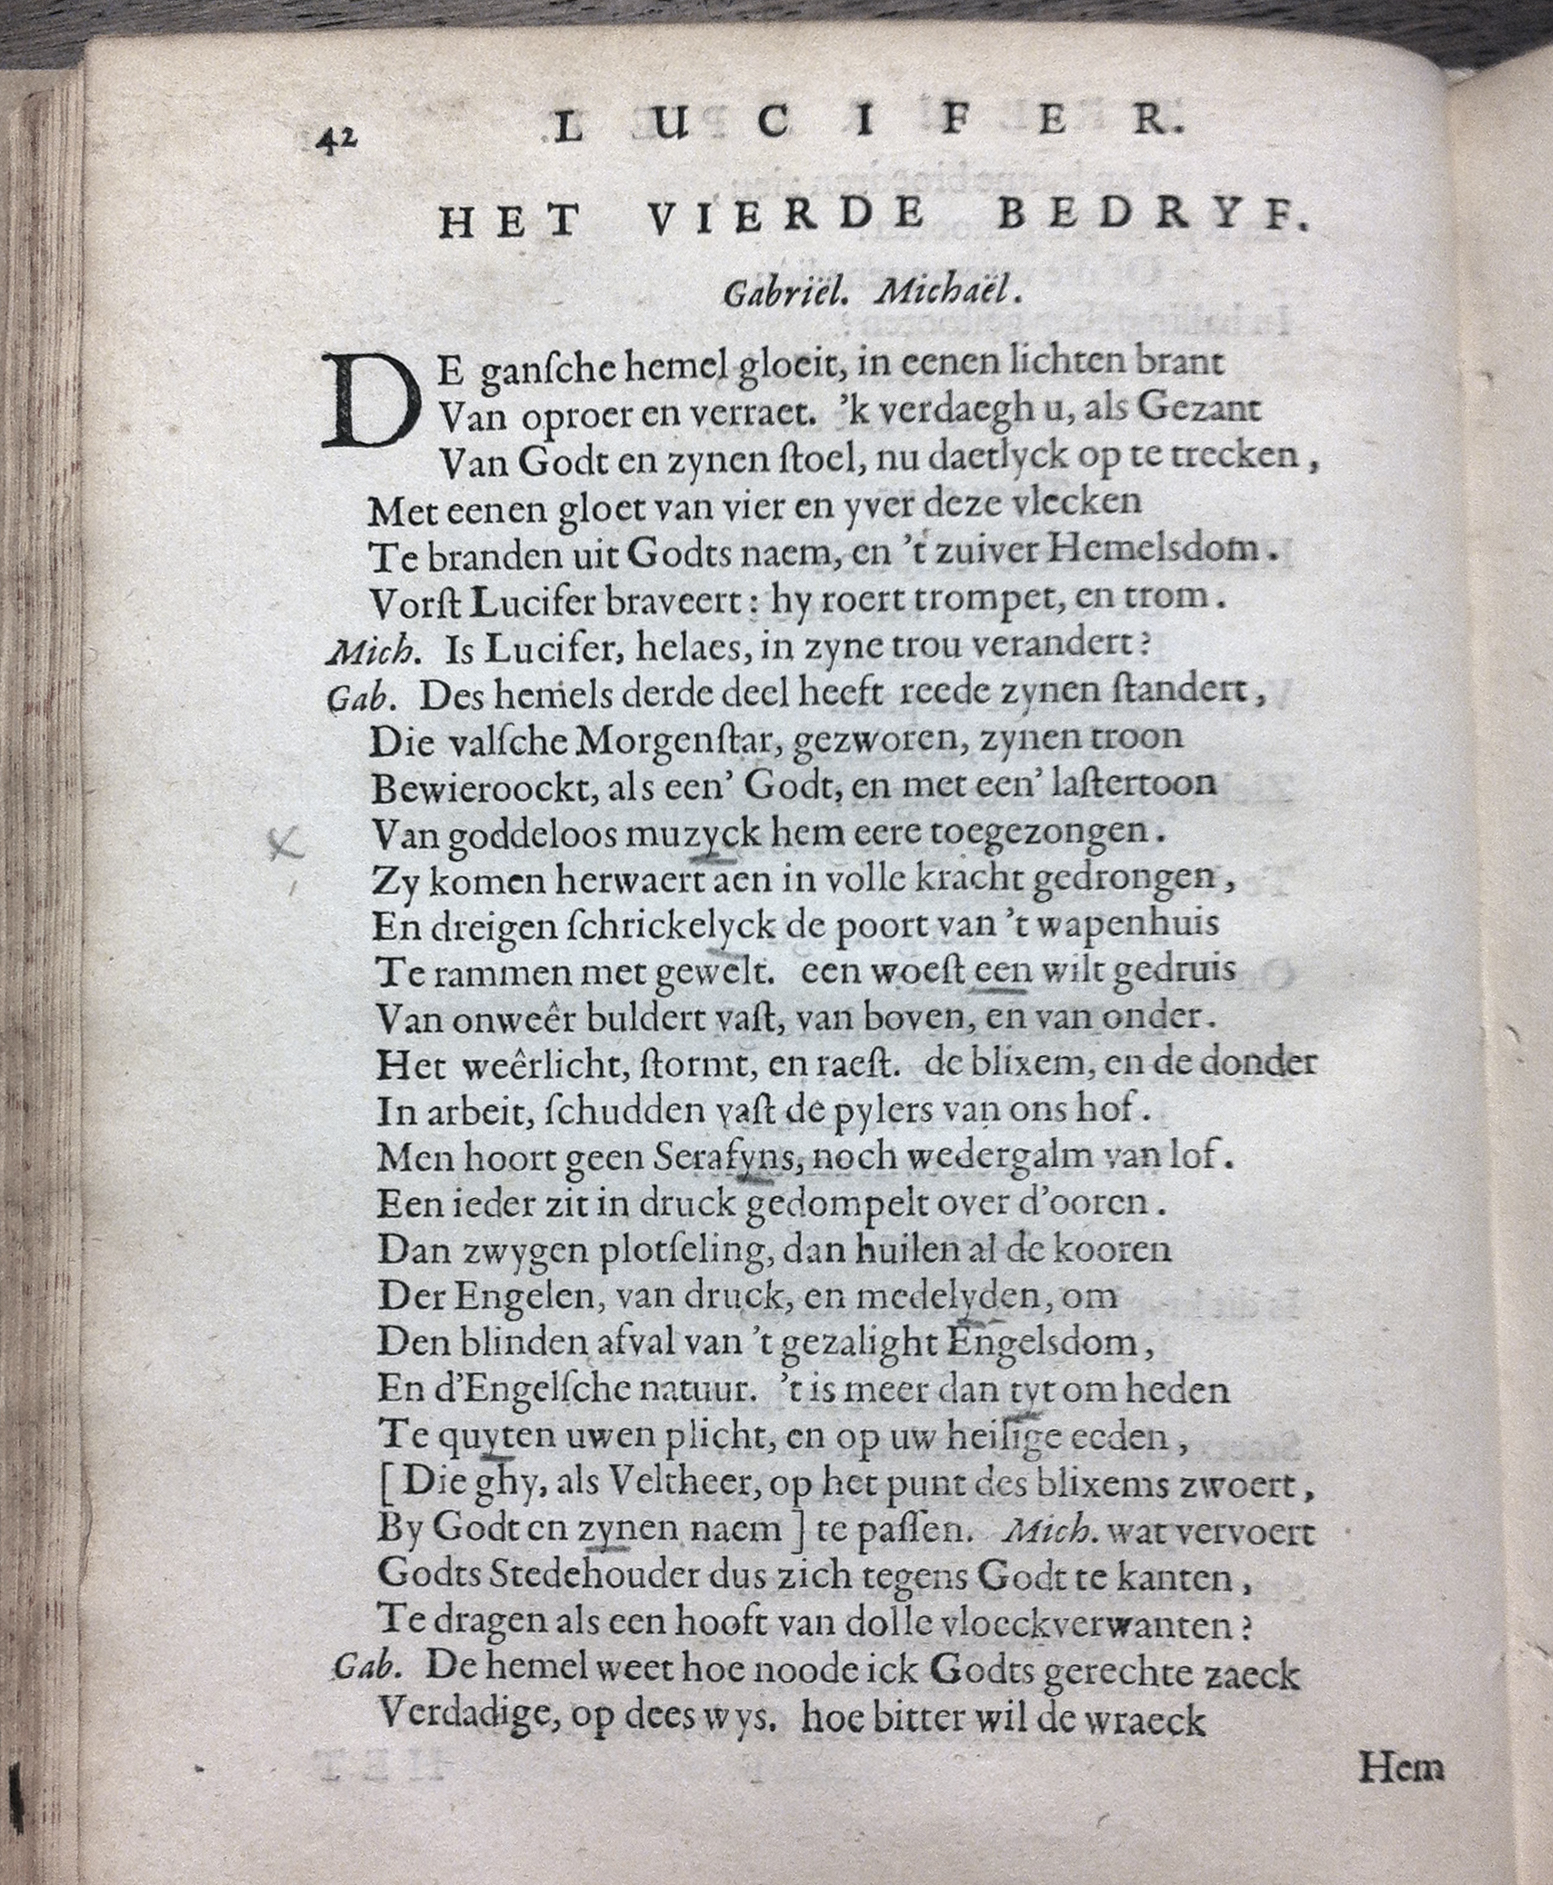 42 LUCIFER.
HET VIERDE BEDRYF.
Gabriël. Michaël.
DE ganſche hemel gloeit, in eenen lichten brant
Van oproer en verraet. ’k verdaegh u, als Gezant
Van Godt en zynen ſtoel, nu daetlyck op te trecken,
Met eenen gloet van vier en yver deze vlecken
Te branden uit Godts naem, en ’t zuiver Hemelsdom.
Vorſt Lucifer braveert: hy roert trompet, en trom.
Mich. Is Lucifer, helaes, in zyne trou verandert?
Gab. Des hemels derde deel heeft reede zynen ſtandert,
Die valſche Morgenſtar, gezworen, zynen troon
Bewieroockt, als een’ Godt, en met een’ laſtertoon
Van goddeloos muzyck hem eere toegezongen.
Zy komen herwaert aen in volle kracht gedrongen,
En dreigen ſchrickelyck de poort van ’t wapenhuis
Te rammen met gewelt. een woeſt een wilt gedruis
Van onweêr buldert vaſt, van boven, en van onder.
Het weêrlicht, ſtormt, en raeſt. de blixem, en de donder
In arbeit, ſchudden vaſt de pylers van ons hof.
Men hoort geen Serafyns, noch wedergalm van lof.
Een ieder zit in druck gedompelt over d’ooren.
Dan zwygen plotſeling, dan huilen al de kooren
Der Engelen, van druck, en medelyden, om
Den blinden afval van ’t gezalight Engelsdom,
En d’Engelſche natuur. ’t is meer dan tyt om heden
Te quyten uwen plicht, en op uw heilige eeden,
[Die ghy, als Veltheer, op het punt des blixems zwoert,
By Godt en zynen naem] te paſſen. Mich. wat vervoert
Godts Stedehouder dus zich tegens Godt te kanten,
Te dragen als een hooft van dolle vloeckverwanten?
Gab. De hemel weet hoe noode ick Godts gerechte zaeck
Verdadige, op dees wys. hoe bitter wil de wraeck
Hem